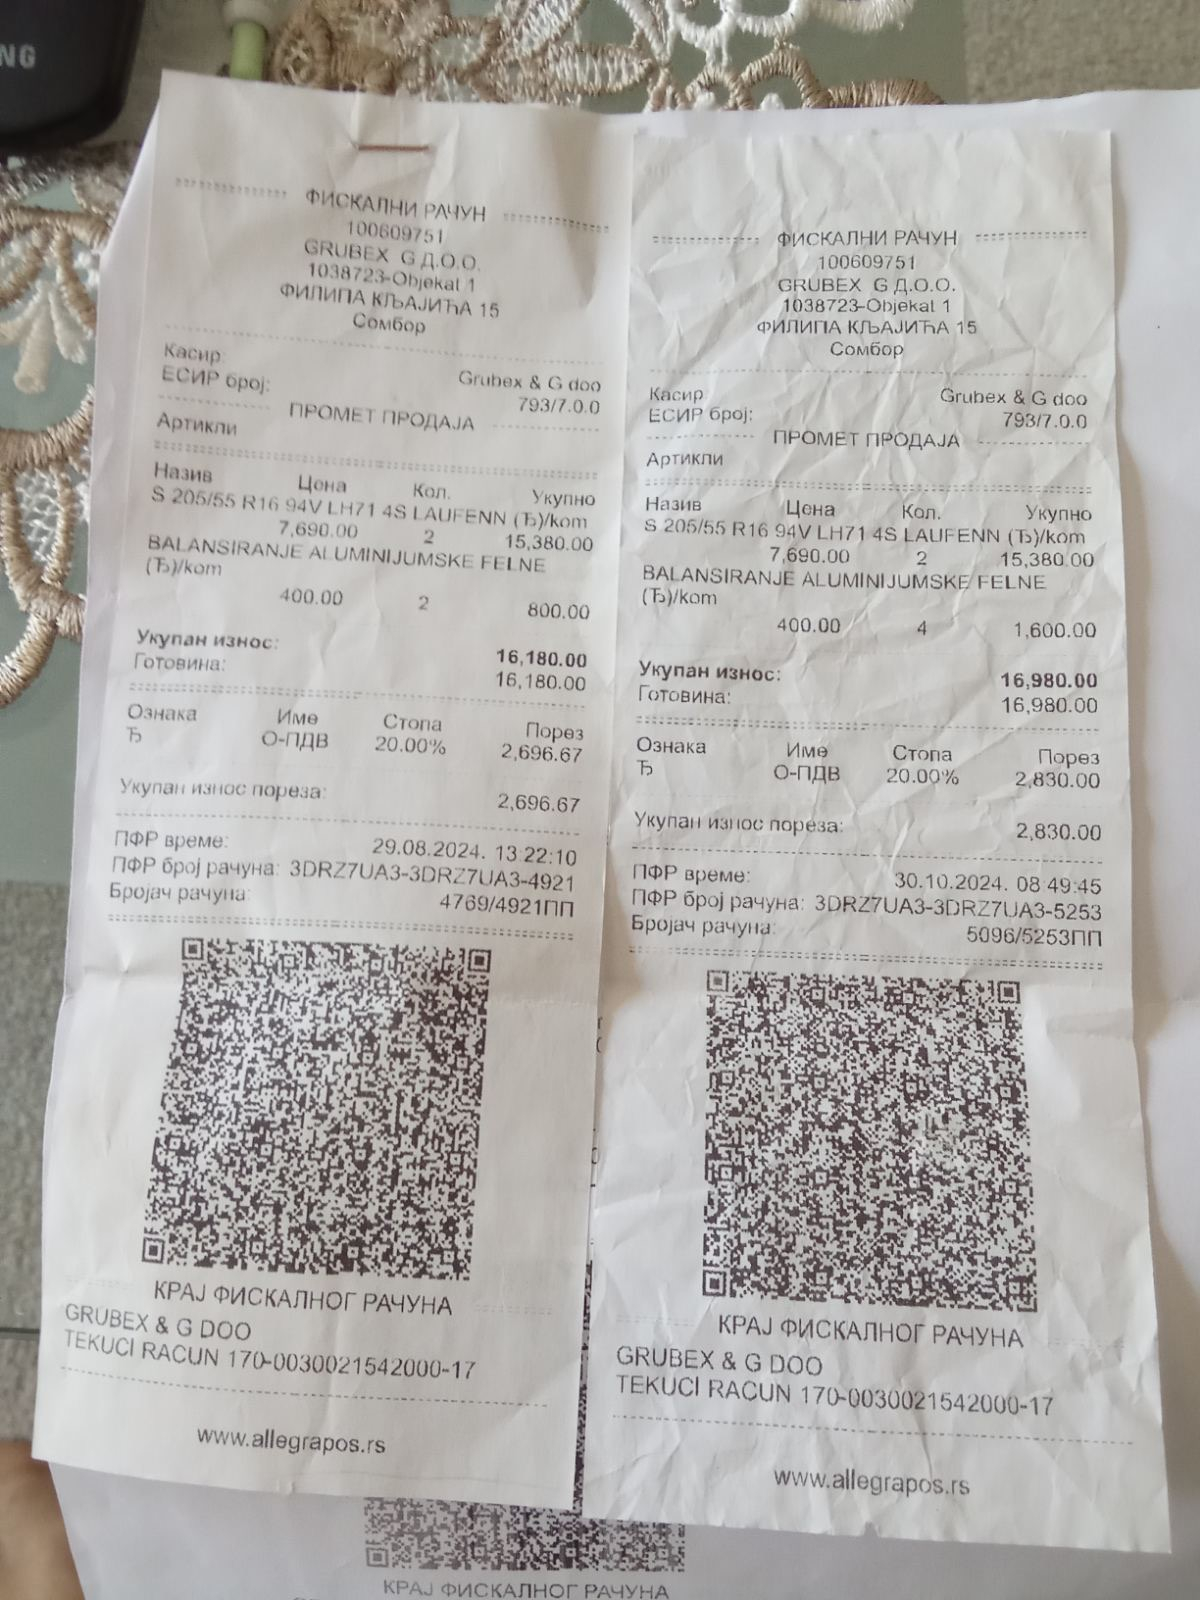 NG
ФИСКАЛНИ РАЧУН
100609751
GRUBEX G Д.О.О.
1038723-Objekat 1
ФИЛИПА КЉАЈИЋА 15
Сомбор
Касир:
Grubex & G doo
ЕСИР број:
793/7.0.0
ПРОМЕТ ПРОДАЈА
Артикли
Назив Цена Кол. Укупно
S 205/55 R16 94V LH71 4S LAUFENN (Ђ)/kom
7,690.00 2 15,380.00
BALANSIRANJE ALUMINIJUMSKE FELNE
(Ђ)/kom
400.00 2 800.00
Укупан износ: 16,180.00
Готовина: 16,180.00
Ознака Име Стопа Порез
Ђ О-ПДВ 20.00% 2,696.67
Укупан износ пореза: 2,696.67
ПФР време: 29.08.2024. 13:22:10
ПФР број рачуна: 3DRZ7UA3-3DRZ7UA3-4921
Бројач рачуна: 4769/4921ПП
КРАЈ ФИСКАЛНОГ РАЧУНА
GRUBEX & G DOO
TEKUCI RACUN 170-0030021542000-17
www.allegrapos.rs
ФИСКАЛНИ РАЧУН
100609751
GRUBEX G Д.О.О.
1038723-Objekat 1
ФИЛИПА КЉАЈИЋА 15
Сомбор
Касир Grubex & G doo
ЕСИР број: 793/7.0.0
ПРОМЕТ ПРОДАЈА
Артикли
Назив Цена Кол. Укупно
S 205/55 R16 94V LH71 4S LAUFENN (Ђ)/kom
7,690.00 2 15,380.00
BALANSIRANJE ALUMINIJUMSKE FELNE
(Ђ)/kom
400.00 4 1,600.00
Укупан износ: 16,980.00
Готовина: 16,980.00
Ознака Име Стопа Порез
Ђ О-ПДВ 20.00% 2,830.00
Укупан износ пореза: 2,830.00
ПФР време: 30.10.2024. 08:49:45
ПФР број рачуна: 3DRZ7UA3-3DRZ7UA3-5253
Бројач рачуна: 5096/5253ПП
КРАЈ ФИСКАЛНОГ РАЧУНА
GRUBEX & G DOO
TEKUCI RACUN 170-0030021542000-17
www.allegrapos.rs
КРАЈ ФИСКАЛНОГ РАЧУНА